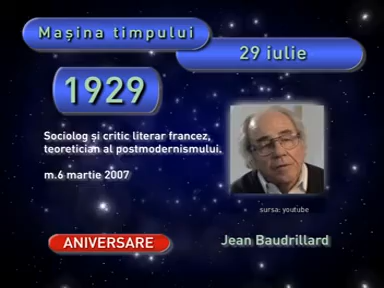 Mașina timpului
29 iulie
1929
Sociolog și critic literar francez,
teoretician al postmodernismului.
m.6 martie 2007
sursa: youtube
ANIVERSARE
Jean Baudrillard